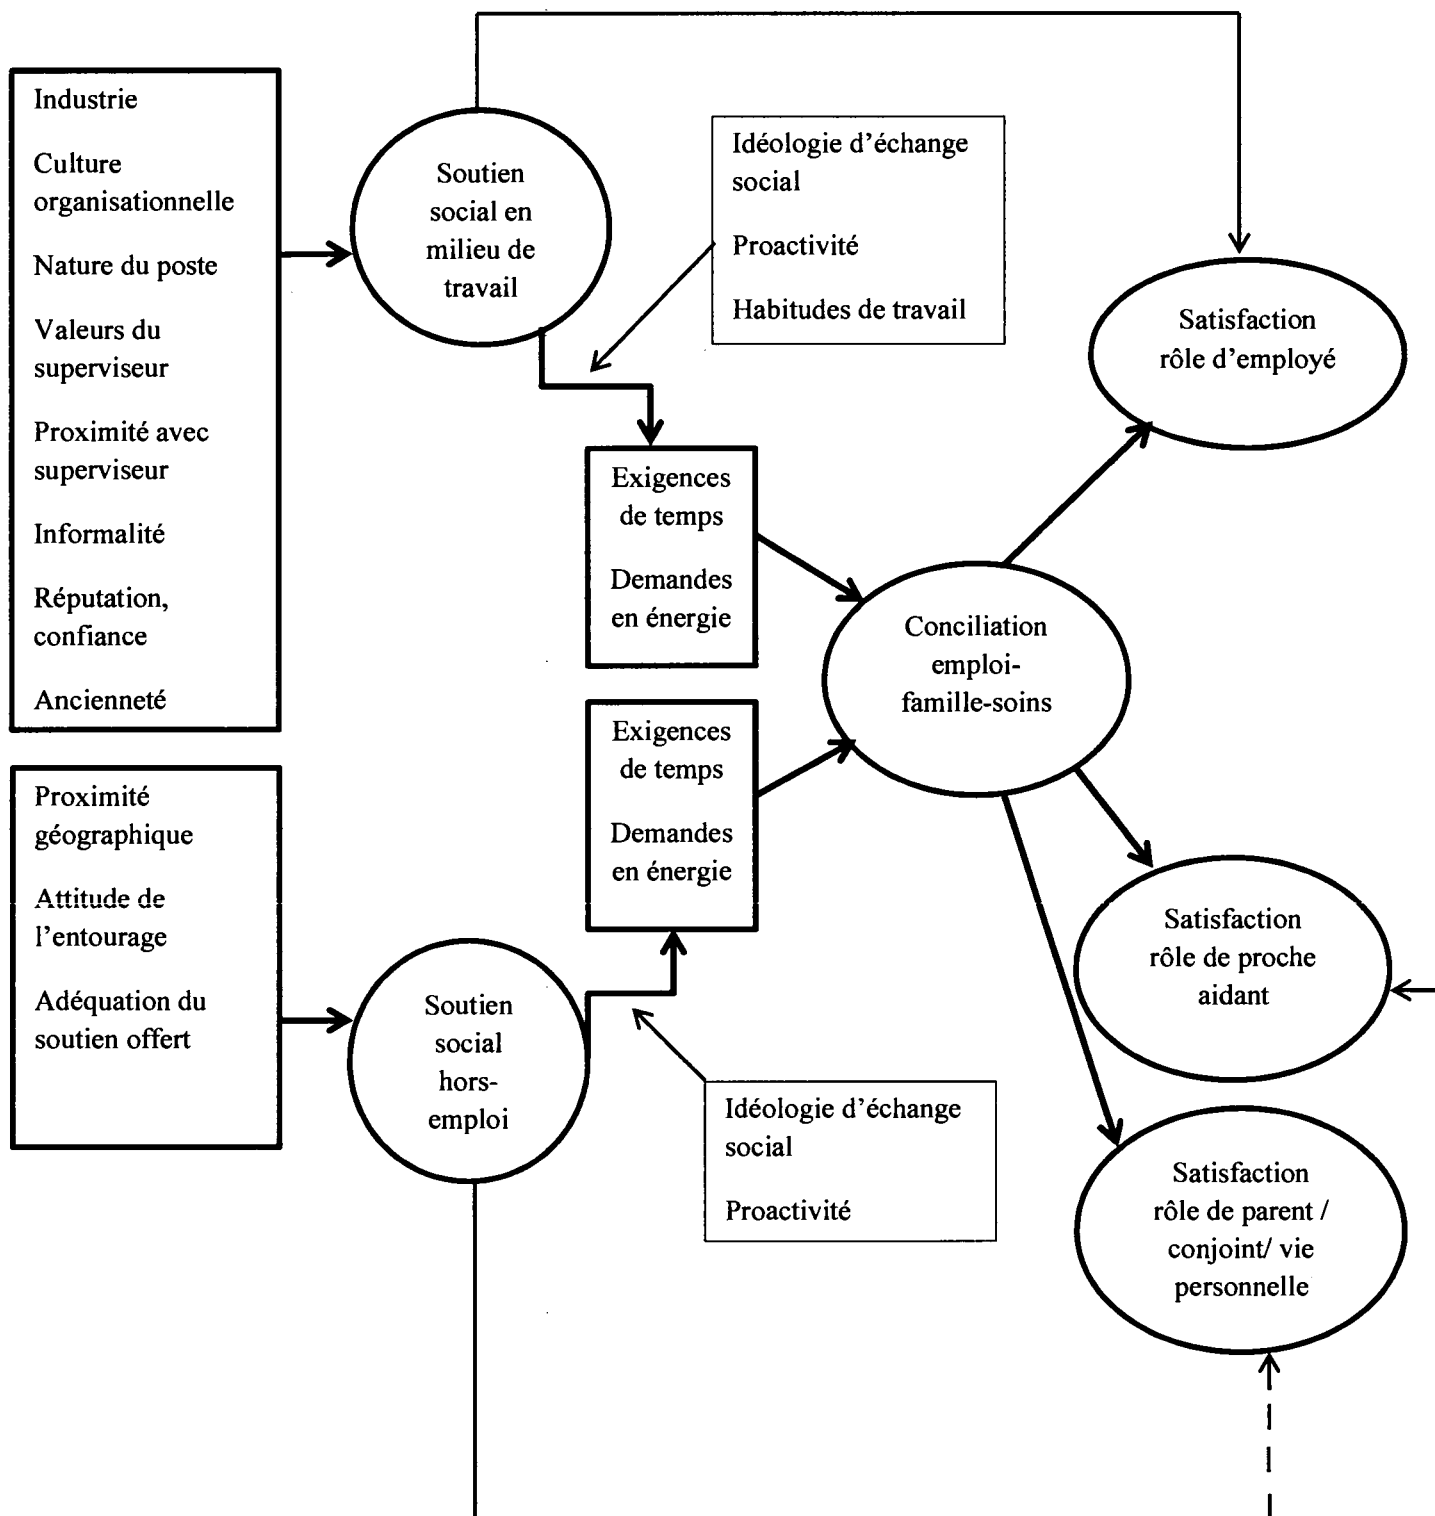 Industrie
Culture
organisationnelle
Nature du poste
Valeurs du
superviseur
Proximité avec
superviseur
Informalité
Réputation,
confiance
Ancienneté
Soutien
social en
milieu de
travail
Idéologie d’échange
social
Proactivité
Habitudes de travail
Satisfaction
rôle d’employé
Exigences
de temps
Demandes
en énergie
Conciliation
emploi-
famille-soins
Exigences
de temps
Demandes
en énergie
Proximité
géographique
Attitude de
l’entourage
Adéquation du
soutien offert
Soutien
social
hors-
emploi
Idéologie d’échange
social
Proactivité
Satisfaction
rôle de proche
aidant
Satisfaction
rôle de parent /
conjoint/ vie
personnelle